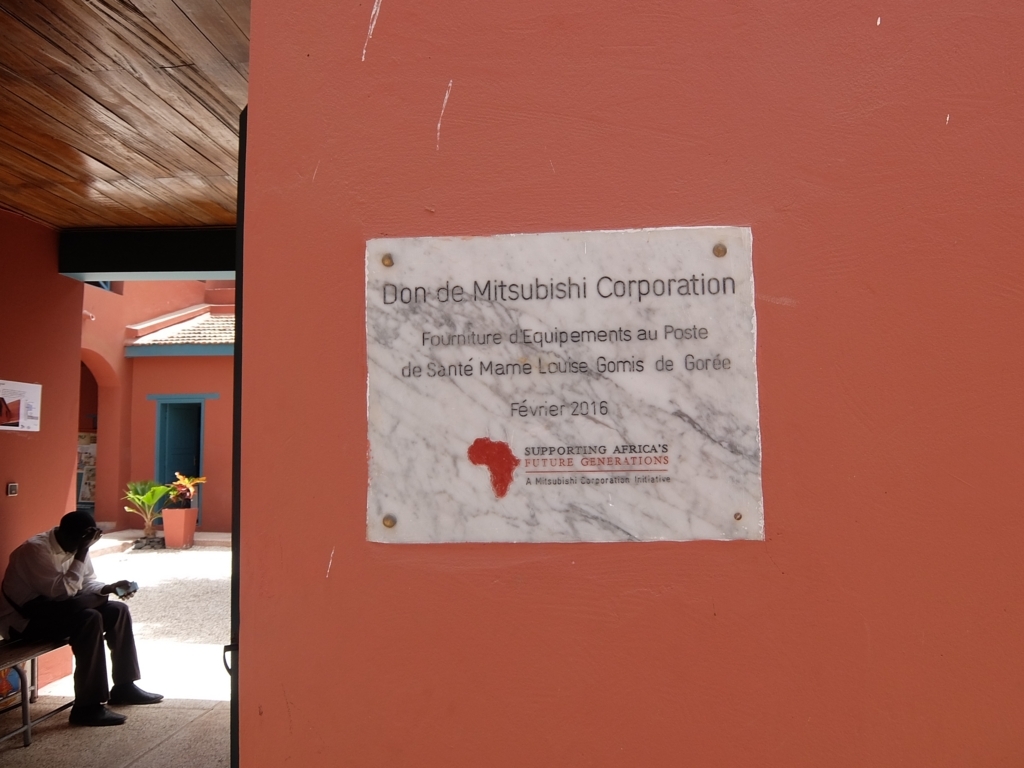 Don de Mitsubishi Corporation
Fourniture d'Equipements au Poste
de Santé Mame Louise Gomis de Gorée
Février 2016
SUPPORTING AFRICA'S
FUTURE GENERATIONS
A Mitsubishi Corporation Initiative